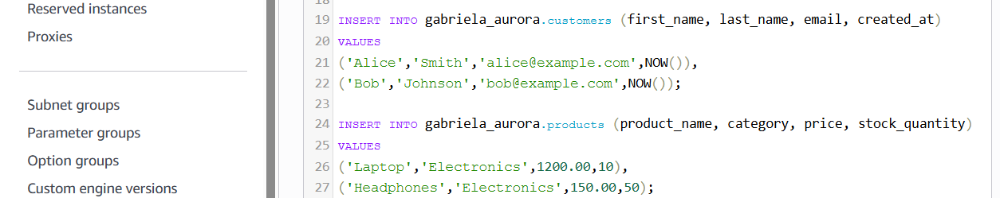 Reserved instances
Proxies
Subnet groups
Parameter groups
Option groups
Custom engine versions
19 INSERT INTO gabriela_aurora.customers (first_name, last_name, email, created_at)
20 VALUES
21 ('Alice','Smith','alice@example.com',NOW()),
22 ('Bob','Johnson','bob@example.com',NOW());
23
24 INSERT INTO gabriela_aurora.products (product_name, category, price, stock_quantity)
25 VALUES
26 ('Laptop','Electronics',1200.00,10),
27 ('Headphones','Electronics',150.00,50);